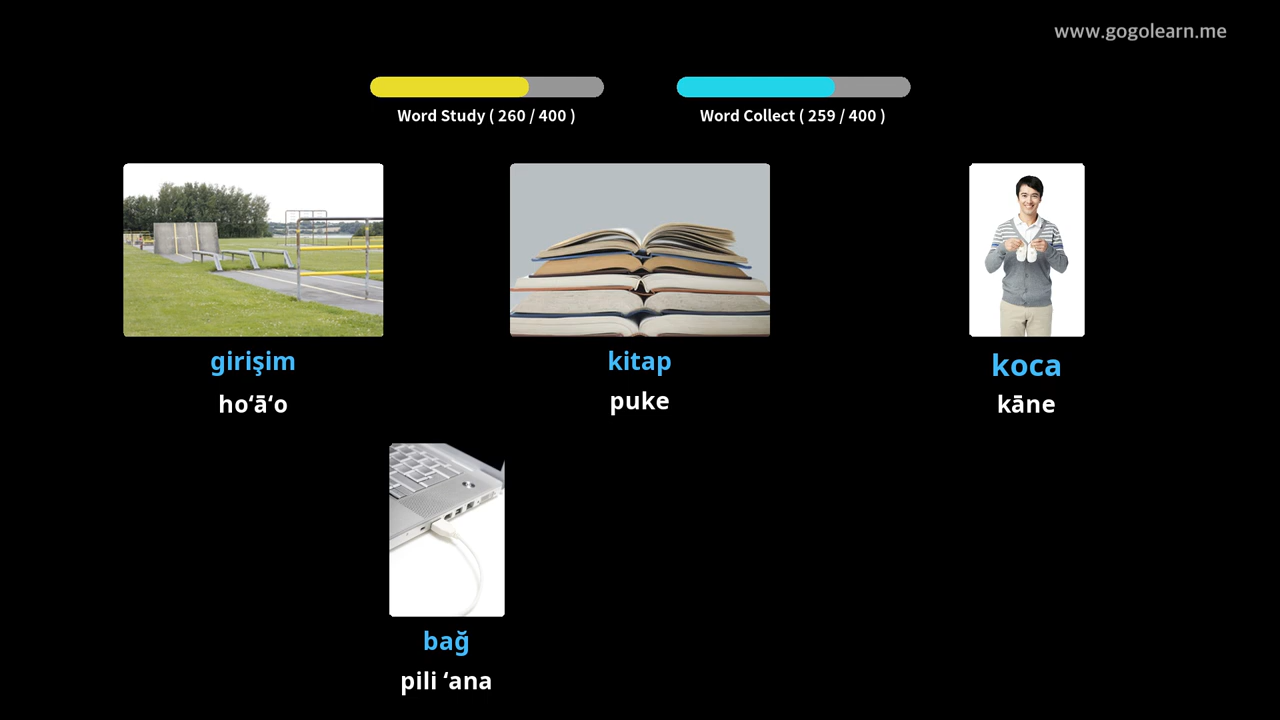 www.gogolearn.me
Word Study ( 260 / 400 )
Word Collect ( 259 / 400 )
girişim
hoʻāʻo
kitap
puke
koca
kāne
bağ
pili ʻana